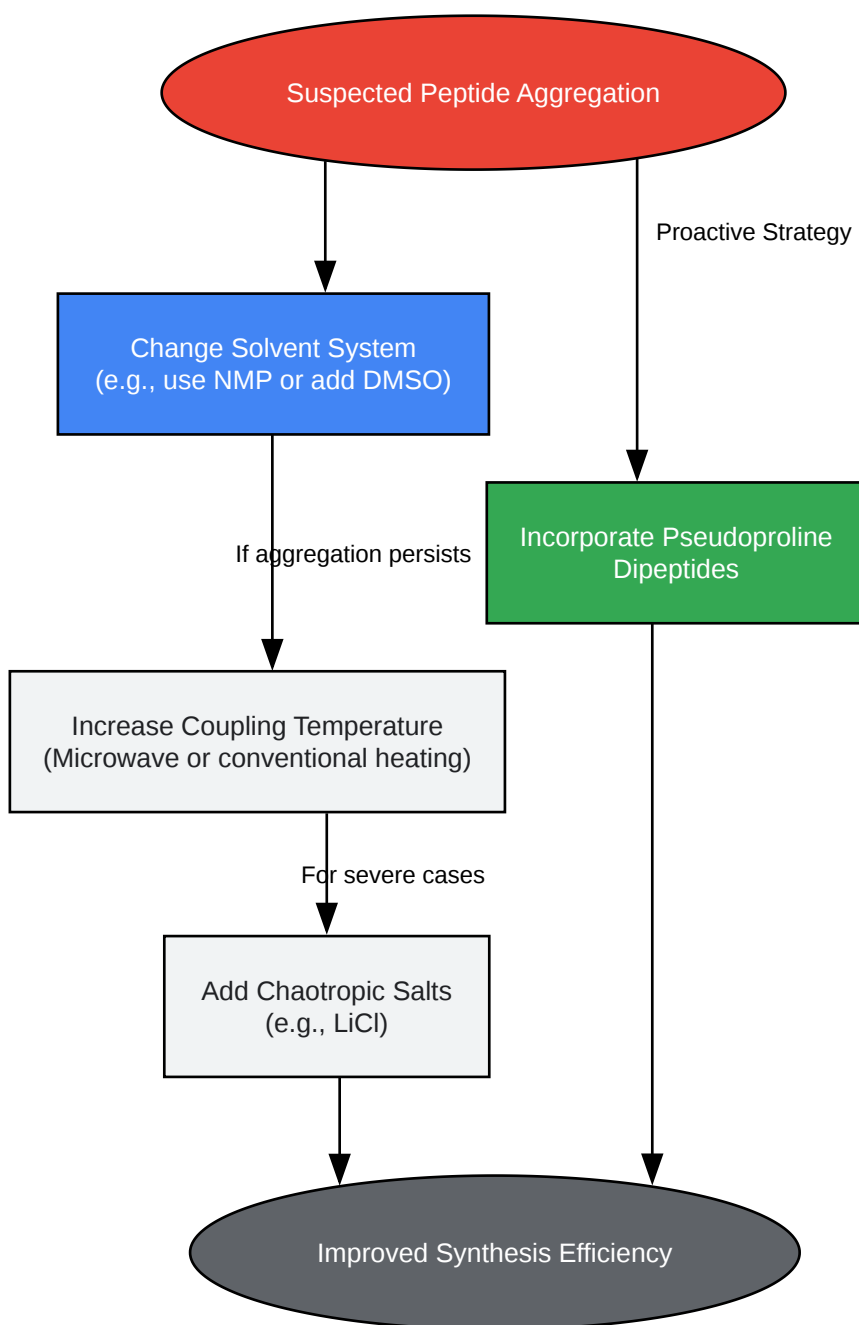 Suspected Peptide Aggregation
Proactive Strategy
Change Solvent System
(e.g., use NMP or add DMSO)
If aggregation persists
Incorporate Pseudoproline
Dipeptides
Increase Coupling Temperature
(Microwave or conventional heating)
For severe cases
Add Chaotropic Salts
(e.g., LiCl)
Improved Synthesis Efficiency